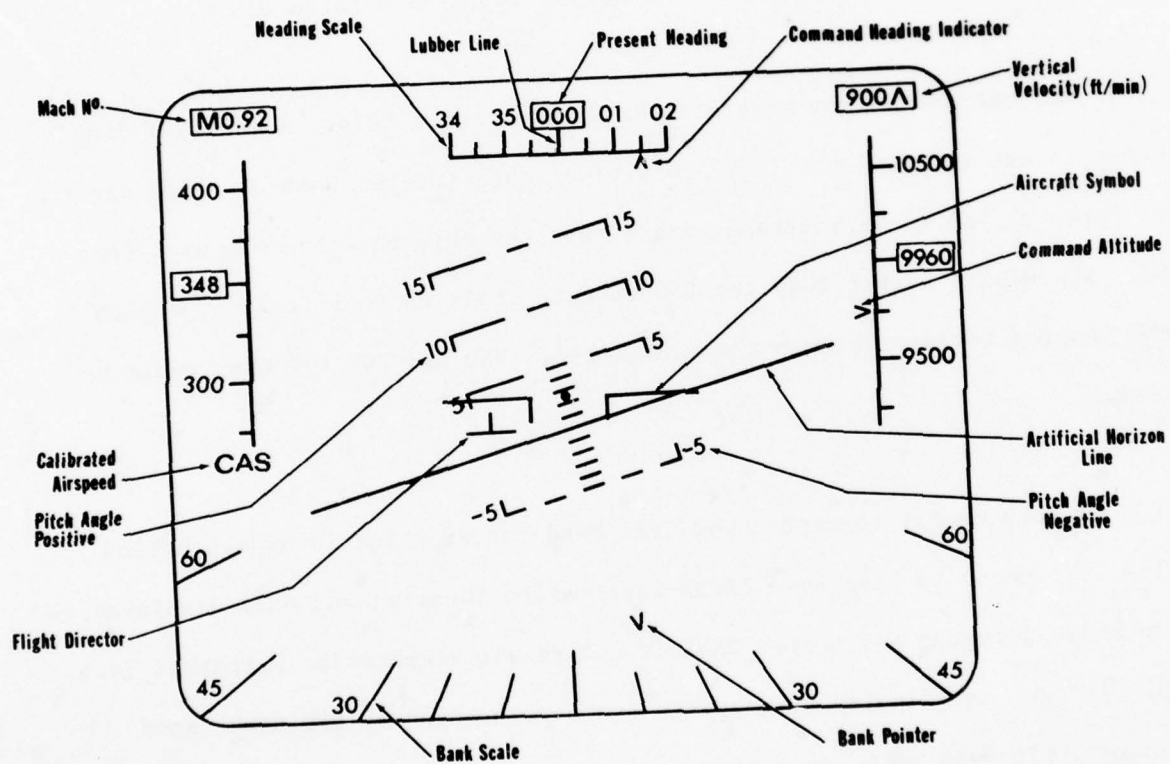 Heading Scale
Lubber Line
Present Heading
Command Heading Indicator
Mach Nº.
Vertical
Velocity(ft/min)
M0.92
34
35
000
01
02
900Λ
400
348
300
CAS
10500
9960
9500
Aircraft Symbol
Command Altitude
15
15
10
10
5
5
-5
-5
Calibrated
Airspeed
Pitch Angle
Positive
Artificial Horizon
Line
Pitch Angle
Negative
Flight Director
60
60
45
45
30
30
Bank Scale
Bank Pointer